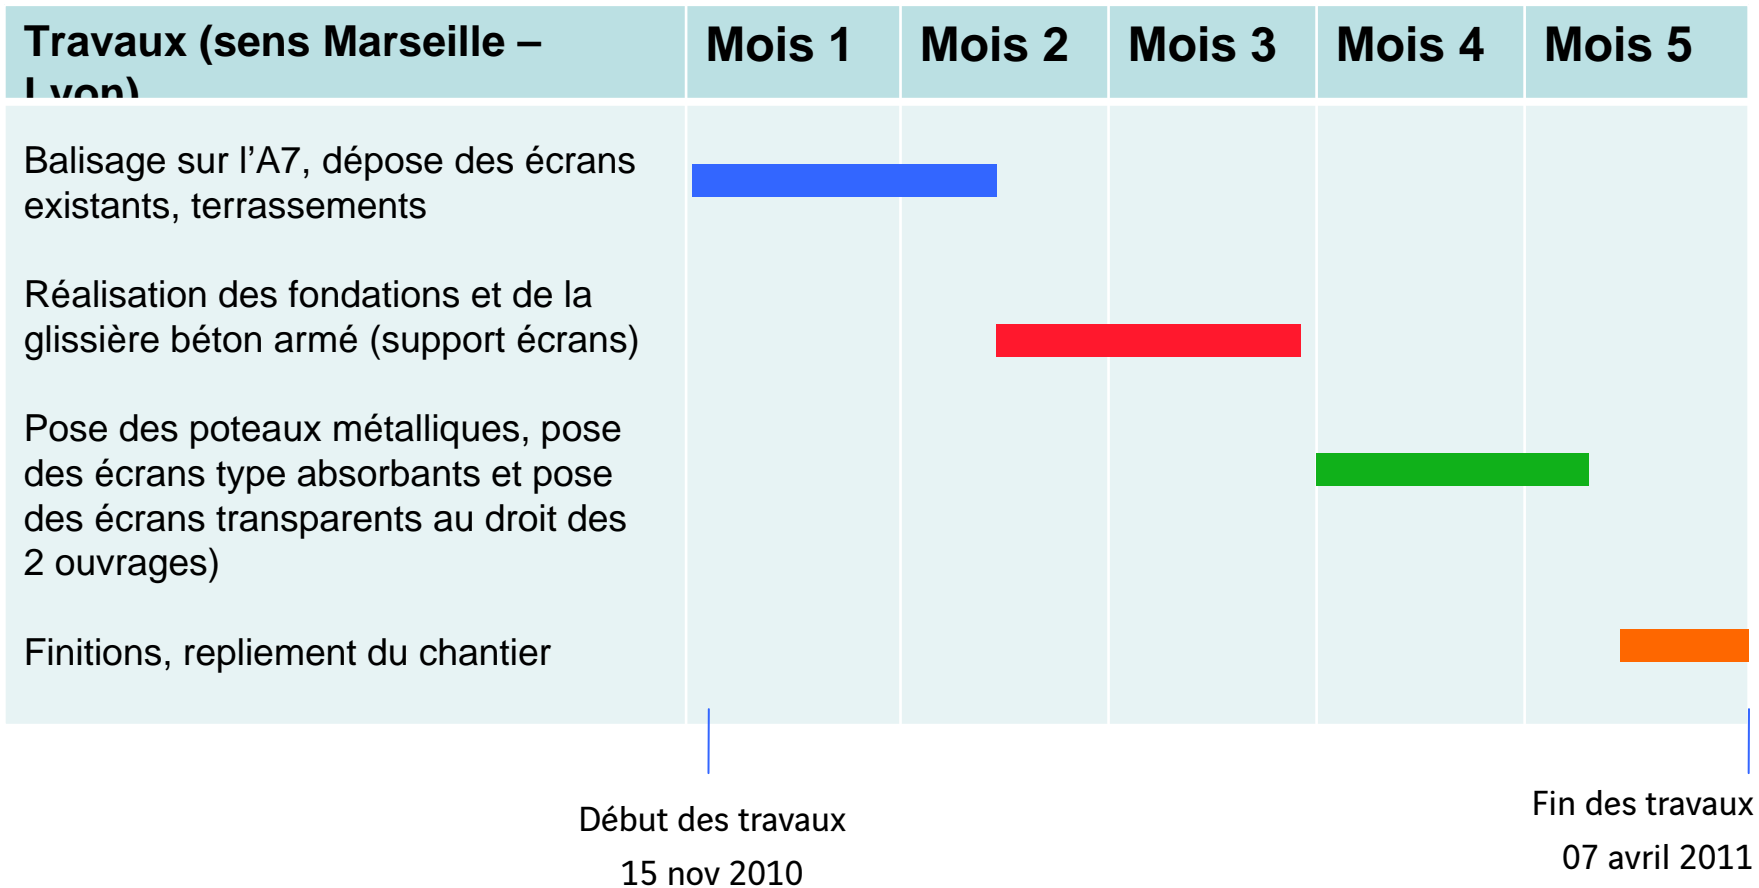 Travaux (sens Marseille –
Lyon)
Mois 1
Mois 2
Mois 3
Mois 4
Mois 5
Balisage sur l’A7, dépose des écrans
existants, terrassements
Réalisation des fondations et de la
glissière béton armé (support écrans)
Pose des poteaux métalliques, pose
des écrans type absorbants et pose
des écrans transparents au droit des
2 ouvrages)
Finitions, repliement du chantier
Début des travaux
15 nov 2010
Fin des travaux
07 avril 2011